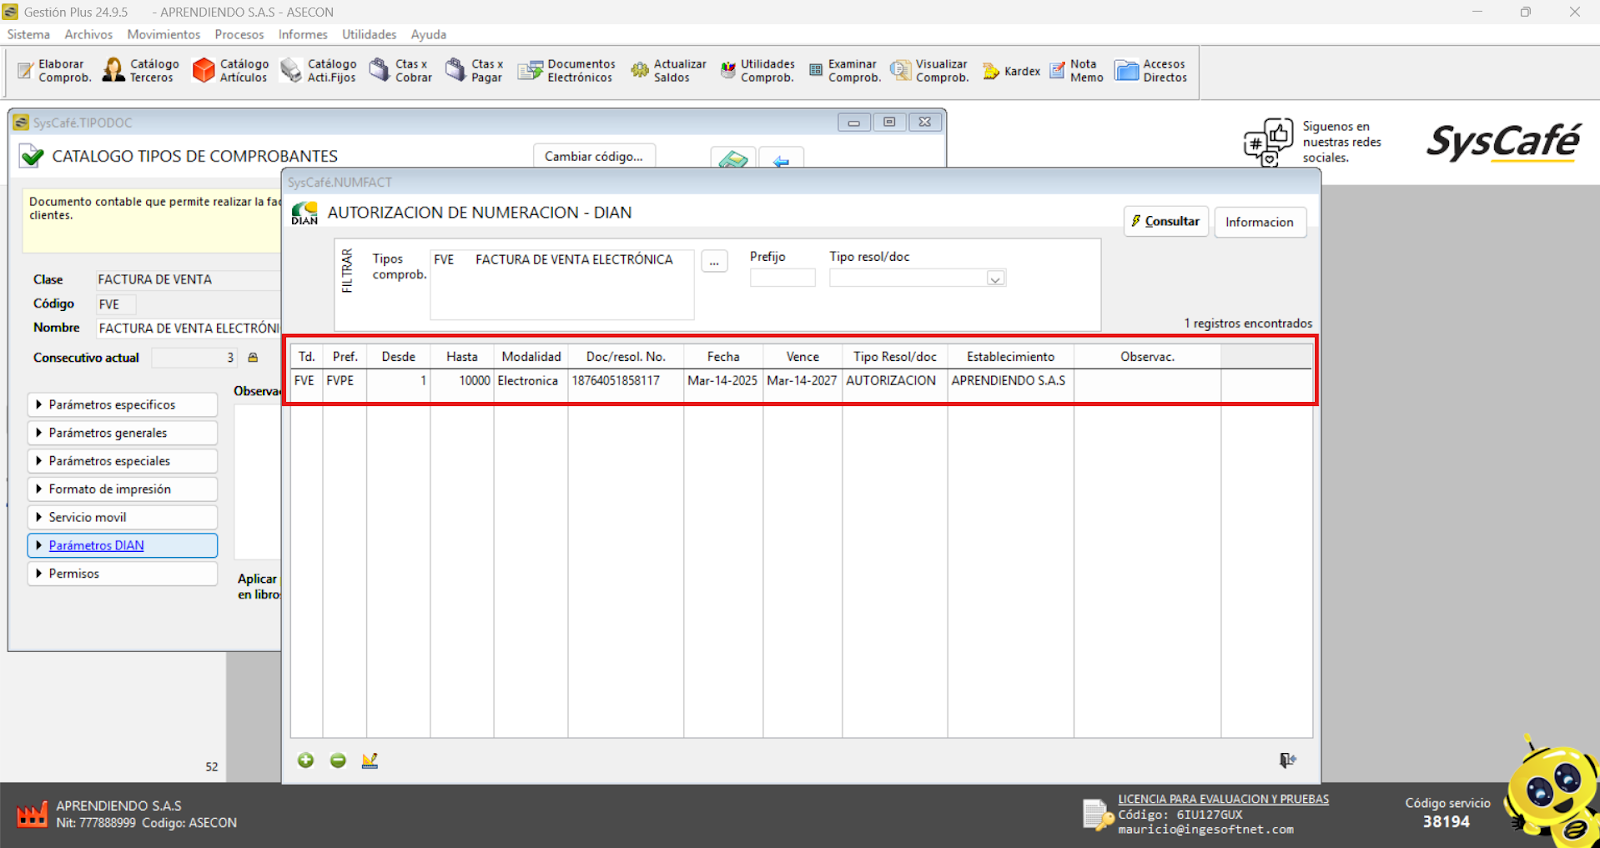 Gestión Plus 24.9.5 - APRENDIENDO S.A.S - ASECON
Sistema Archivos Movimientos Procesos Informes Utilidades Ayuda
Elaborar Comprob.
Catálogo Terceros
Catálogo Artículos
Catálogo Acti.Fijos
Ctas x Cobrar
Ctas x Pagar
Documentos Electrónicos
Actualizar Saldos
Utilidades Comprob.
Examinar Comprob.
Visualizar Comprob.
Kardex
Nota Memo
Accesos Directos
SysCafé.TIPODOC
CATALOGO TIPOS DE COMPROBANTES
Cambiar código...
Siguenos en
nuestras redes
sociales.
SysCafé
Documento contable que permite realizar la fac
clientes.
Clase FACTURA DE VENTA
Código FVE
Nombre FACTURA DE VENTA ELECTRÓNI
Consecutivo actual 3
Observac
Parámetros especificos
Parámetros generales
Parámetros especiales
Formato de impresión
Servicio movil
Parámetros DIAN
Permisos
Aplicar
en libros
52
SysCafé.NUMFACT
DIAN
AUTORIZACION DE NUMERACION - DIAN
Consultar
Informacion
FILTRAR
Tipos
comprob.
FVE FACTURA DE VENTA ELECTRÓNICA
...
Prefijo
Tipo resol/doc
1 registros encontrados
Td. Pref. Desde Hasta Modalidad Doc/resol. No. Fecha Vence Tipo Resol/doc Establecimiento Observac.
FVE FVPE 1 10000 Electronica 18764051858117 Mar-14-2025 Mar-14-2027 AUTORIZACION APRENDIENDO S.A.S
APRENDIENDO S.A.S
Nit: 777888999 Codigo: ASECON
LICENCIA PARA EVALUACION Y PRUEBAS
Código: 6IU127GUX
mauricio@ingesoftnet.com
Código servicio
38194